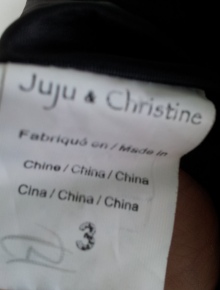 Juju & Christine
Fabriqué en / Made in
Chine / China / China
Cina / China / China
3